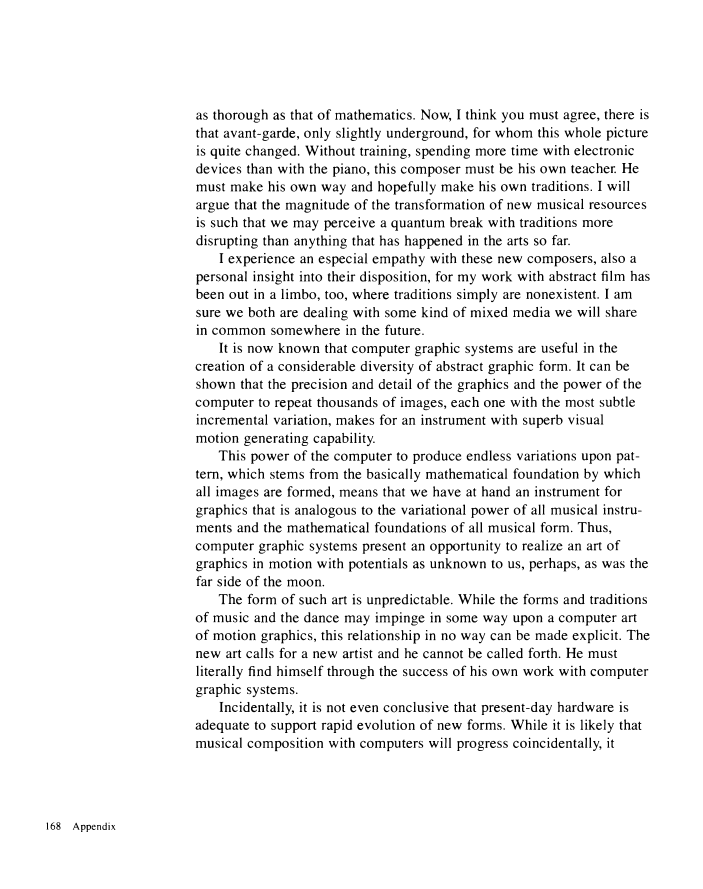 as thorough as that of mathematics. Now, I think you must agree, there is
that avant-garde, only slightly underground, for whom this whole picture
is quite changed. Without training, spending more time with electronic
devices than with the piano, this composer must be his own teacher. He
must make his own way and hopefully make his own traditions. I will
argue that the magnitude of the transformation of new musical resources
is such that we may perceive a quantum break with traditions more
disrupting than anything that has happened in the arts so far.
I experience an especial empathy with these new composers, also a
personal insight into their disposition, for my work with abstract film has
been out in a limbo, too, where traditions simply are nonexistent. I am
sure we both are dealing with some kind of mixed media we will share
in common somewhere in the future.
It is now known that computer graphic systems are useful in the
creation of a considerable diversity of abstract graphic form. It can be
shown that the precision and detail of the graphics and the power of the
computer to repeat thousands of images, each one with the most subtle
incremental variation, makes for an instrument with superb visual
motion generating capability.
This power of the computer to produce endless variations upon pat-
tern, which stems from the basically mathematical foundation by which
all images are formed, means that we have at hand an instrument for
graphics that is analogous to the variational power of all musical instru-
ments and the mathematical foundations of all musical form. Thus,
computer graphic systems present an opportunity to realize an art of
graphics in motion with potentials as unknown to us, perhaps, as was the
far side of the moon.
The form of such art is unpredictable. While the forms and traditions
of music and the dance may impinge in some way upon a computer art
of motion graphics, this relationship in no way can be made explicit. The
new art calls for a new artist and he cannot be called forth. He must
literally find himself through the success of his own work with computer
graphic systems.
Incidentally, it is not even conclusive that present-day hardware is
adequate to support rapid evolution of new forms. While it is likely that
musical composition with computers will progress coincidentally, it
168 Appendix